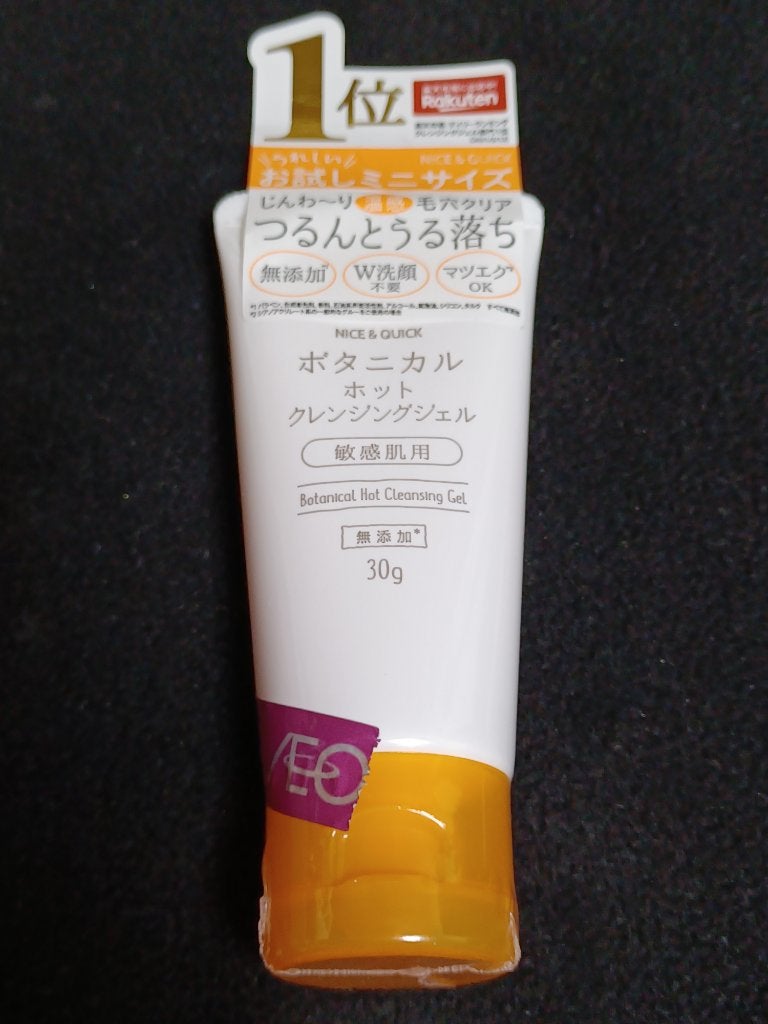 1位
Rakuten
うれしい
NICE & QUICK
お試しミニサイズ
じんわ〜り 温感 毛穴クリア
つるんとうる落ち
無添加*1
W洗顔
不要
マツエク*2
OK
NICE & QUICK
ボタニカル
ホット
クレンジングジェル
敏感肌用
Botanical Hot Cleansing Gel
無添加*
30g